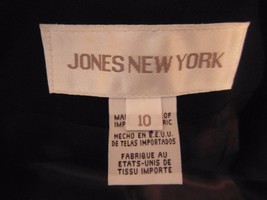 JONES NEW YORK
10
HECHO EN E.E.U.U.
DE TELAS IMPORTADOS
FABRIQUE AU
ETATS-UNIS DE
TISSU IMPORTE